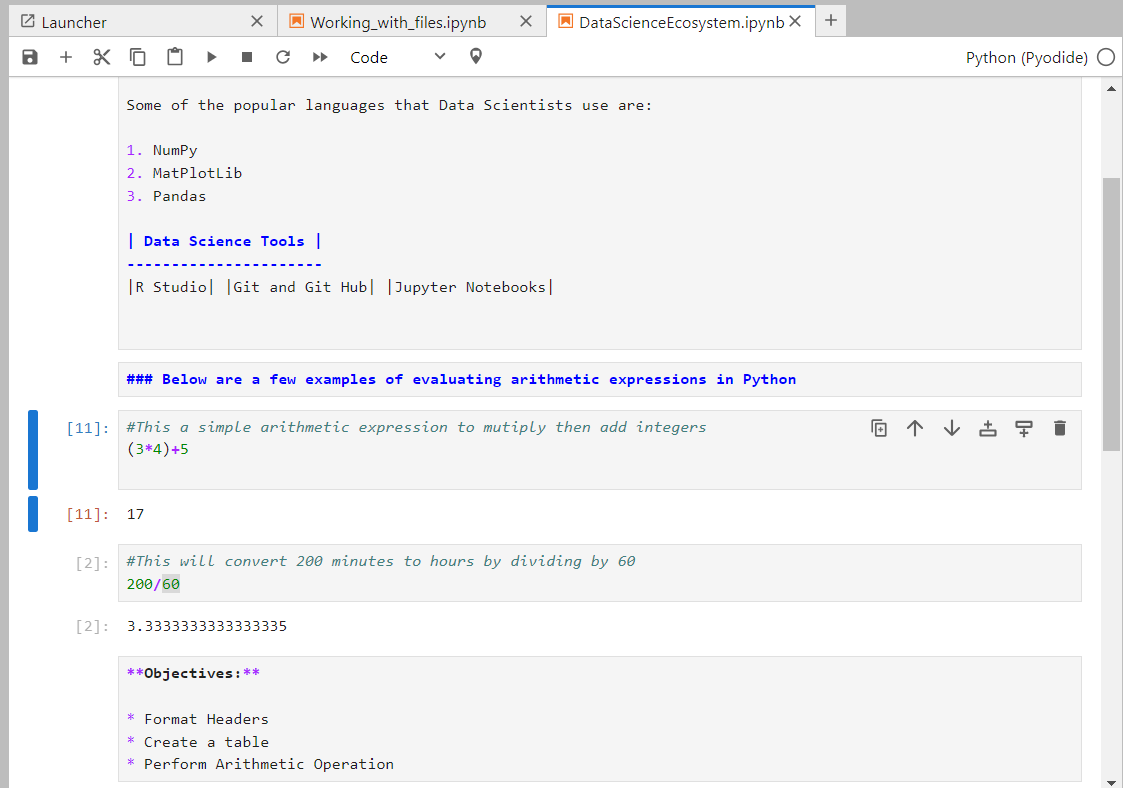 Launcher
Working_with_files.ipynb
DataScienceEcosystem.ipynb
Code
Python (Pyodide)
Some of the popular languages that Data Scientists use are:
1. NumPy
2. MatPlotLib
3. Pandas
| Data Science Tools |
----------------------
|R Studio| |Git and Git Hub| |Jupyter Notebooks|
### Below are a few examples of evaluating arithmetic expressions in Python
[11]: #This a simple arithmetic expression to mutiply then add integers
(3*4)+5
[11]: 17
[2]: #This will convert 200 minutes to hours by dividing by 60
200/60
[2]: 3.3333333333333335
**Objectives:**
* Format Headers
* Create a table
* Perform Arithmetic Operation